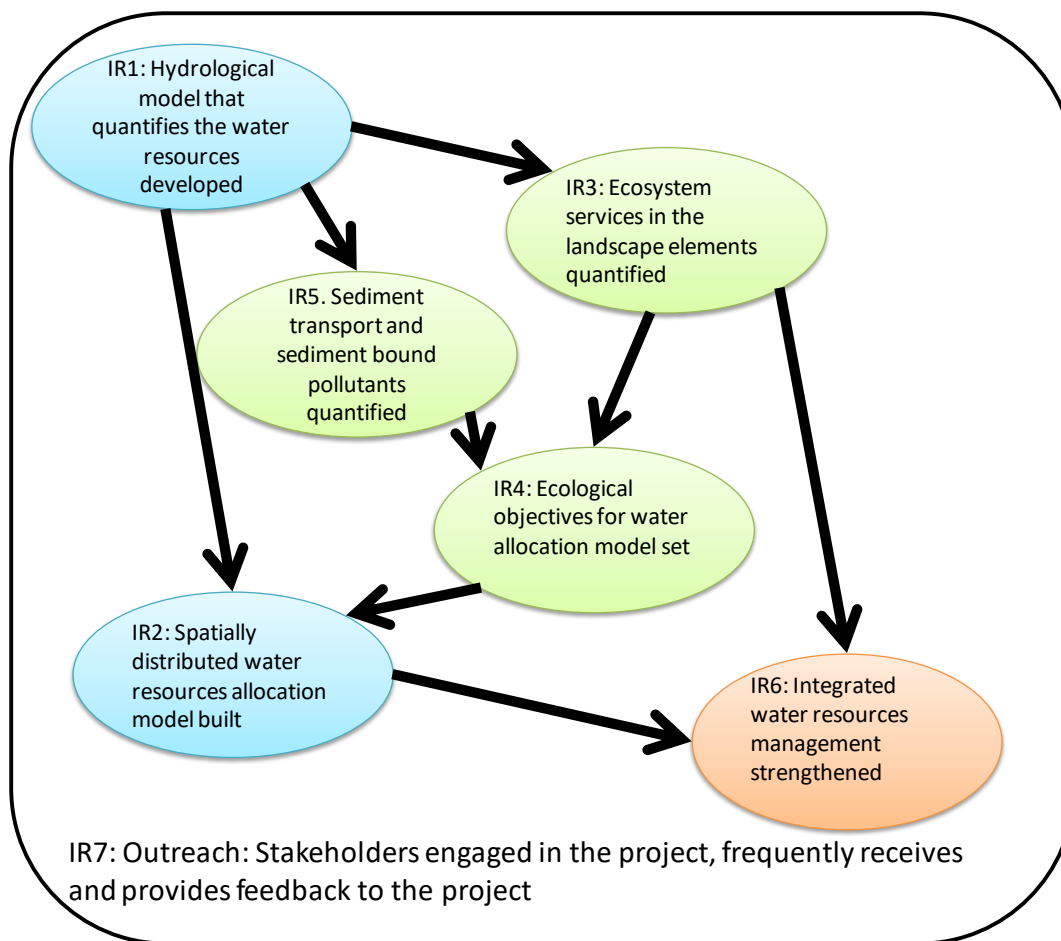 IR1: Hydrological
model that
quantifies the water
resources
developed
IR3: Ecosystem
services in the
landscape elements
quantified
IR5. Sediment
transport and
sediment bound
pollutants
quantified
IR4: Ecological
objectives for water
allocation model set
IR2: Spatially
distributed water
resources allocation
model built
IR6: Integrated
water resources
management
strengthened
IR7: Outreach: Stakeholders engaged in the project, frequently receives
and provides feedback to the project